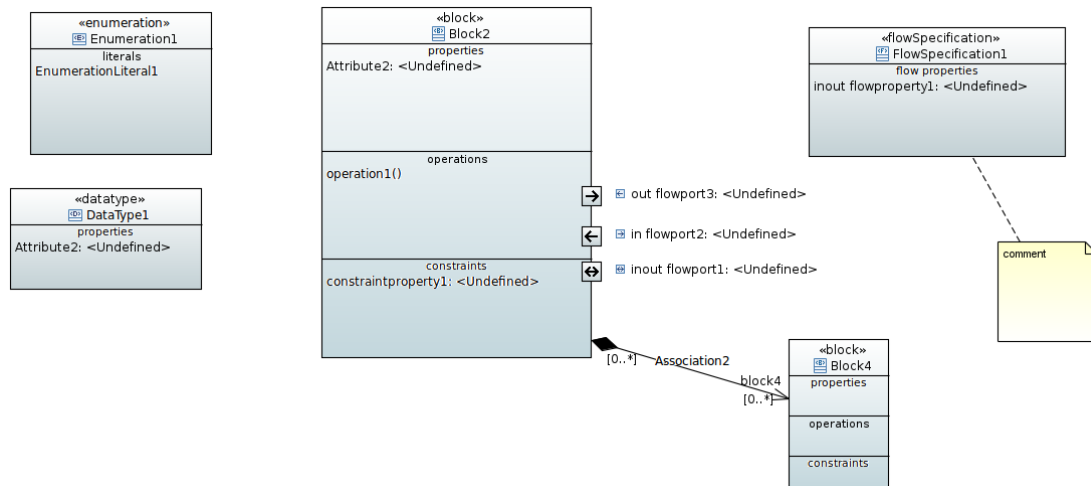 «enumeration»
Enumeration1
literals
EnumerationLiteral1
«datatype»
DataType1
properties
Attribute2: <Undefined>
«block»
Block2
properties
Attribute2: <Undefined>
operations
operation1()
constraints
constraintproperty1: <Undefined>
out flowport3: <Undefined>
in flowport2: <Undefined>
inout flowport1: <Undefined>
[0..*]
Association2
block4
[0..*]
«flowSpecification»
FlowSpecification1
flow properties
inout flowproperty1: <Undefined>
comment
«block»
Block4
properties
operations
constraints